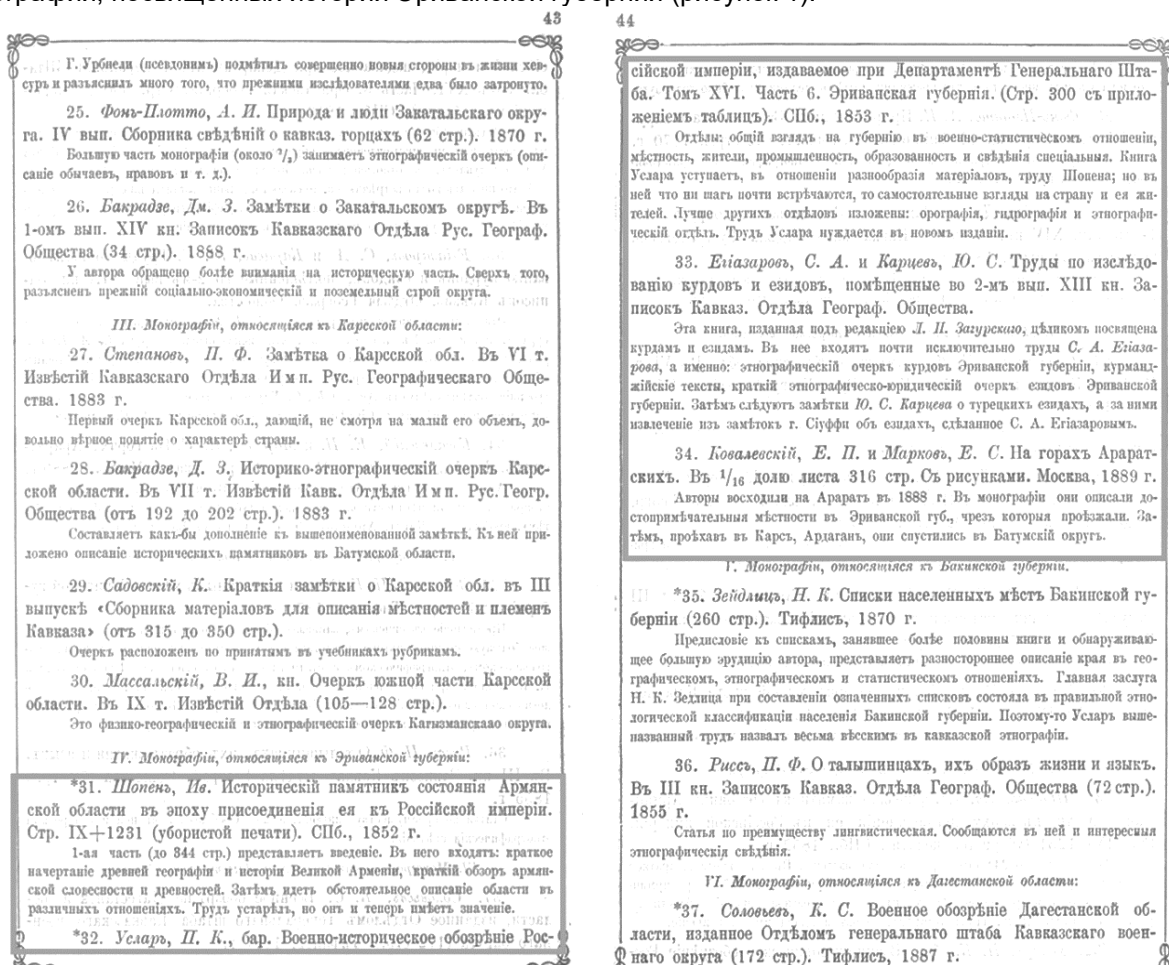 графий, посвященных истории Эриванской губернии (рисунок 1).
43
Г. Урбнели (псевдонимъ) подмѣтилъ совершенно новыя стороны въ жизни хев-
суръ и разъяснилъ много того, что прежними изслѣдователями едва было затронуто.
25. Фонъ-Плотто, А. И. Природа и люди Закатальскаго окру-
га. IV вып. Сборника свѣдѣній о кавказ. горцахъ (62 стр.). 1870 г.
Большую часть монографіи (около ²/₃) занимаетъ этнографическій очеркъ (опи-
саніе обычаевъ, нравовъ и т. д.).
26. Бакрадзе, Дм. З. Замѣтки о Закатальскомъ округѣ. Въ
1-омъ вып. XIV кн. Записокъ Кавказскаго Отдѣла Рус. Географ.
Общества (34 стр.). 1888 г.
У автора обращено болѣе вниманія на историческую часть. Сверхъ того,
разъясненъ прежній соціально-экономическій и поземельный строй округа.
III. Монографіи, относящіяся къ Карсской области:
27. Степановъ, П. Ф. Замѣтка о Карсской обл. Въ VI т.
Извѣстій Кавказскаго Отдѣла Имп. Рус. Географическаго Обще-
ства. 1883 г.
Первый очеркъ Карсской обл., дающій, не смотря на малый его объемъ, до-
вольно вѣрное понятіе о характерѣ страны.
28. Бакрадзе, Д. З. Историко-этнографическій очеркъ Карс-
ской области. Въ VII т. Извѣстій Кавк. Отдѣла Имп. Рус. Геогр.
Общества (отъ 192 до 202 стр.). 1883 г.
Составляетъ какъ-бы дополненіе къ вышепоименованной замѣткѣ. Къ ней при-
ложено описаніе историческихъ памятниковъ въ Батумской области.
29. Садовскій, К. Краткія замѣтки о Карсской обл. въ III
выпускѣ «Сборника матеріаловъ для описанія мѣстностей и племенъ
Кавказа» (отъ 315 до 350 стр.).
Очеркъ расположенъ по принятымъ въ учебникахъ рубрикамъ.
30. Массальскій, В. И., кн. Очеркъ южной части Карсской
области. Въ IX т. Извѣстій Отдѣла (105—128 стр.).
Это физико-географическій и этнографическій очеркъ Кагызманскаао округа.
IV. Монографіи, относящіяся къ Эриванской губерніи:
*31. Шопенъ, Ив. Историческій памятникъ состоянія Армян-
ской области въ эпоху присоединенія ея къ Россійской имперіи.
Стр. IX+1231 (убористой печати). СПб., 1852 г.
1-ая часть (до 344 стр.) представляетъ введеніе. Въ него входятъ: краткое
начертаніе древней географіи и исторіи Великой Арменіи, краткій обзоръ армян-
ской словесности и древностей. Затѣмъ идетъ обстоятельное описаніе области въ
различныхъ отношеніяхъ. Трудъ устарѣлъ, но онъ и теперь имѣетъ значеніе.
*32. Усларъ, П. К., бар. Военно-историческое обозрѣніе Рос-
44
сійской имперіи, издаваемое при Департаментѣ Генеральнаго Шта-
ба. Томъ XVI. Часть 6. Эриванская губернія. (Стр. 300 съ прило-
женіемъ таблицъ). СПб., 1853 г.
Отдѣлы: общій взглядъ на губернію въ военно-статистическомъ отношеніи,
мѣстность, жители, промышленность, образованность и свѣдѣнія спеціальныя. Книга
Услара уступаетъ, въ отношеніи разнообразія матеріаловъ, труду Шопена; но въ
ней что ни шагъ почти встрѣчаются, то самостоятельные взгляды на страну и ея жи-
телей. Лучше другихъ отдѣловъ изложены: орографія, гидрографія и этнографи-
ческій отдѣлъ. Трудъ Услара нуждается въ новомъ изданіи.
33. Егіазаровъ, С. А. и Карцевъ, Ю. С. Труды по изслѣдо-
ванію курдовъ и езидовъ, помѣщенные во 2-мъ вып. XIII кн. За-
писокъ Кавказ. Отдѣла Географ. Общества.
Эта книга, изданная подъ редакціею Л. П. Загурскаго, цѣликомъ посвящена
курдамъ и езидамъ. Въ нее входятъ почти исключительно труды С. А. Егіаза-
рова, а именно: этнографическій очеркъ курдовъ Эриванской губерніи, курманд-
жійскіе тексты, краткій этнографическо-юридическій очеркъ езидовъ Эриванской
губерніи. Затѣмъ слѣдуютъ замѣтки Ю. С. Карцева о турецкихъ езидахъ, а за ними
извлеченіе изъ замѣтокъ г. Сіуффи объ езидахъ, сдѣланное С. А. Егіазаровымъ.
34. Ковалевскій, Е. П. и Марковъ, Е. С. На горахъ Арарат-
скихъ. Въ ¹/₁₆ долю листа 316 стр. Съ рисунками. Москва, 1889 г.
Авторы восходили на Араратъ въ 1888 г. Въ монографіи они описали до-
стопримѣчательныя мѣстности въ Эриванской губ., чрезъ которыя проѣзжали. За-
тѣмъ, проѣхавъ въ Карсъ, Ардаганъ, они спустились въ Батумскій округъ.
V. Монографіи, относящіяся къ Бакинской губерніи.
*35. Зейдлицъ, Н. К. Списки населенныхъ мѣстъ Бакинской гу-
берніи (260 стр.). Тифлисъ, 1870 г.
Предисловіе къ спискамъ, занявшее болѣе половины книги и обнаруживаю-
щее большую эрудицію автора, представляетъ разностороннее описаніе края въ гео-
графическомъ, этнографическомъ и статистическомъ отношеніяхъ. Главная заслуга
Н. К. Зедлица при составленіи означенныхъ списковъ состояла въ правильной этно-
логической классификаціи населенія Бакинской губерніи. Поэтому-то Усларъ выше-
названный трудъ назвалъ весьма вѣсскимъ въ кавказской этнографіи.
36. Риссъ, П. Ф. О талышинцахъ, ихъ образъ жизни и языкъ.
Въ III кн. Записокъ Кавказ. Отдѣла Географ. Общества (72 стр.).
1855 г.
Статья по преимуществу лингвистическая. Сообщаются въ ней и интересныя
этнографическія свѣдѣнія.
VI. Монографіи, относящіяся къ Дагестанской области:
*37. Соловьевъ, К. С. Военное обозрѣніе Дагестанской об-
ласти, изданное Отдѣломъ генеральнаго штаба Кавказскаго воен-
наго округа (172 стр.). Тифлисъ, 1887 г.